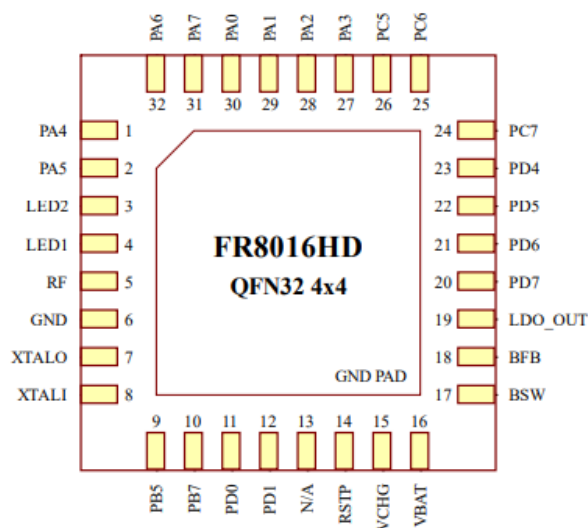 PA6 PA7 PA0 PA1 PA2 PA3 PC5 PC6
32 31 30 29 28 27 26 25
PA4 1 24 PC7
PA5 2 23 PD4
LED2 3 22 PD5
LED1 4 21 PD6
RF 5 20 PD7
GND 6 19 LDO_OUT
XTALO 7 18 BFB
XTALI 8 17 BSW
FR8016HD
QFN32 4x4
GND PAD
9 10 11 12 13 14 15 16
PB5 PB7 PD0 PD1 N/A RSTP VCHG VBAT